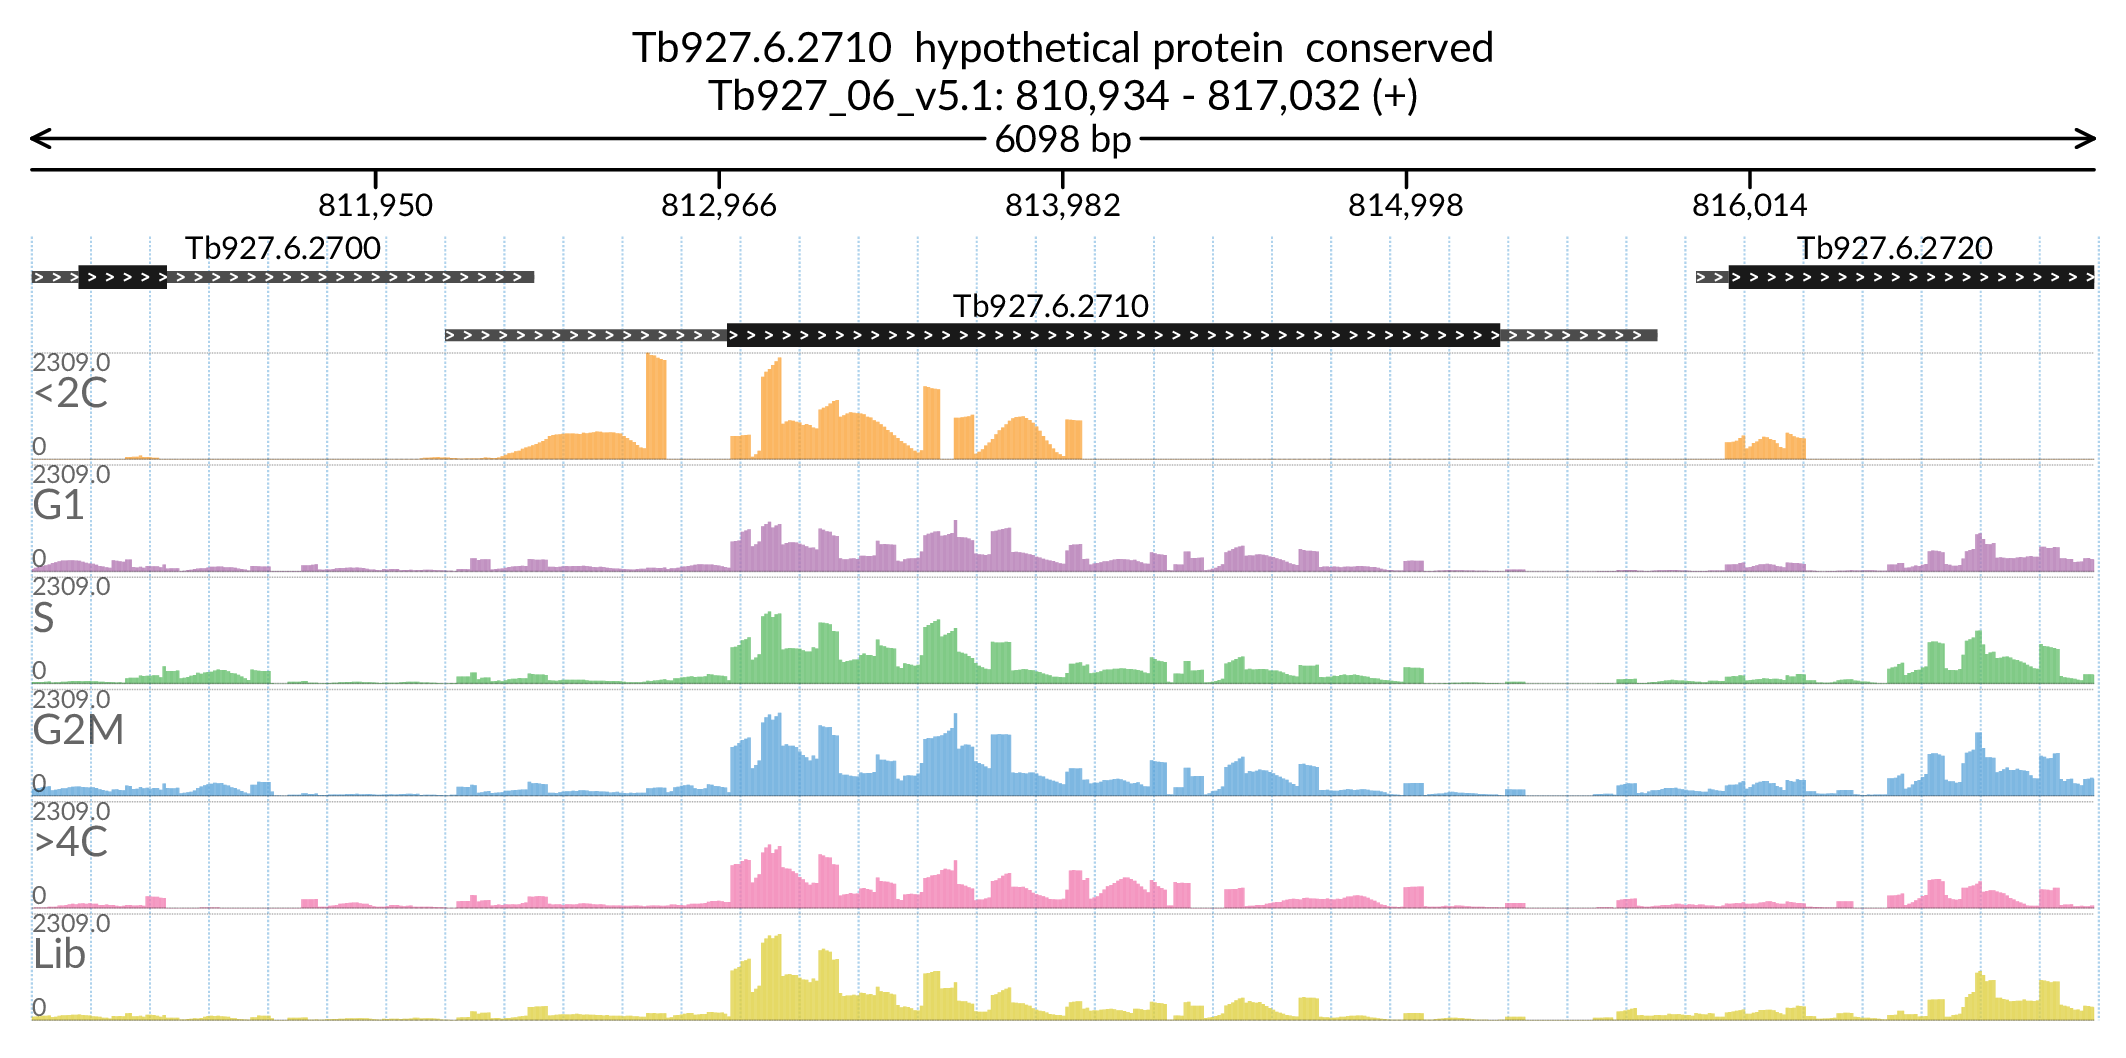 Tb927.6.2710 hypothetical protein conserved
Tb927_06_v5.1: 810,934 - 817,032 (+)
6098 bp
811,950 812,966 813,982 814,998 816,014
Tb927.6.2700 Tb927.6.2720
Tb927.6.2710
2309.0
<2C
0
2309.0
G1
0
2309.0
S
0
2309.0
G2M
0
2309.0
>4C
0
2309.0
Lib
0